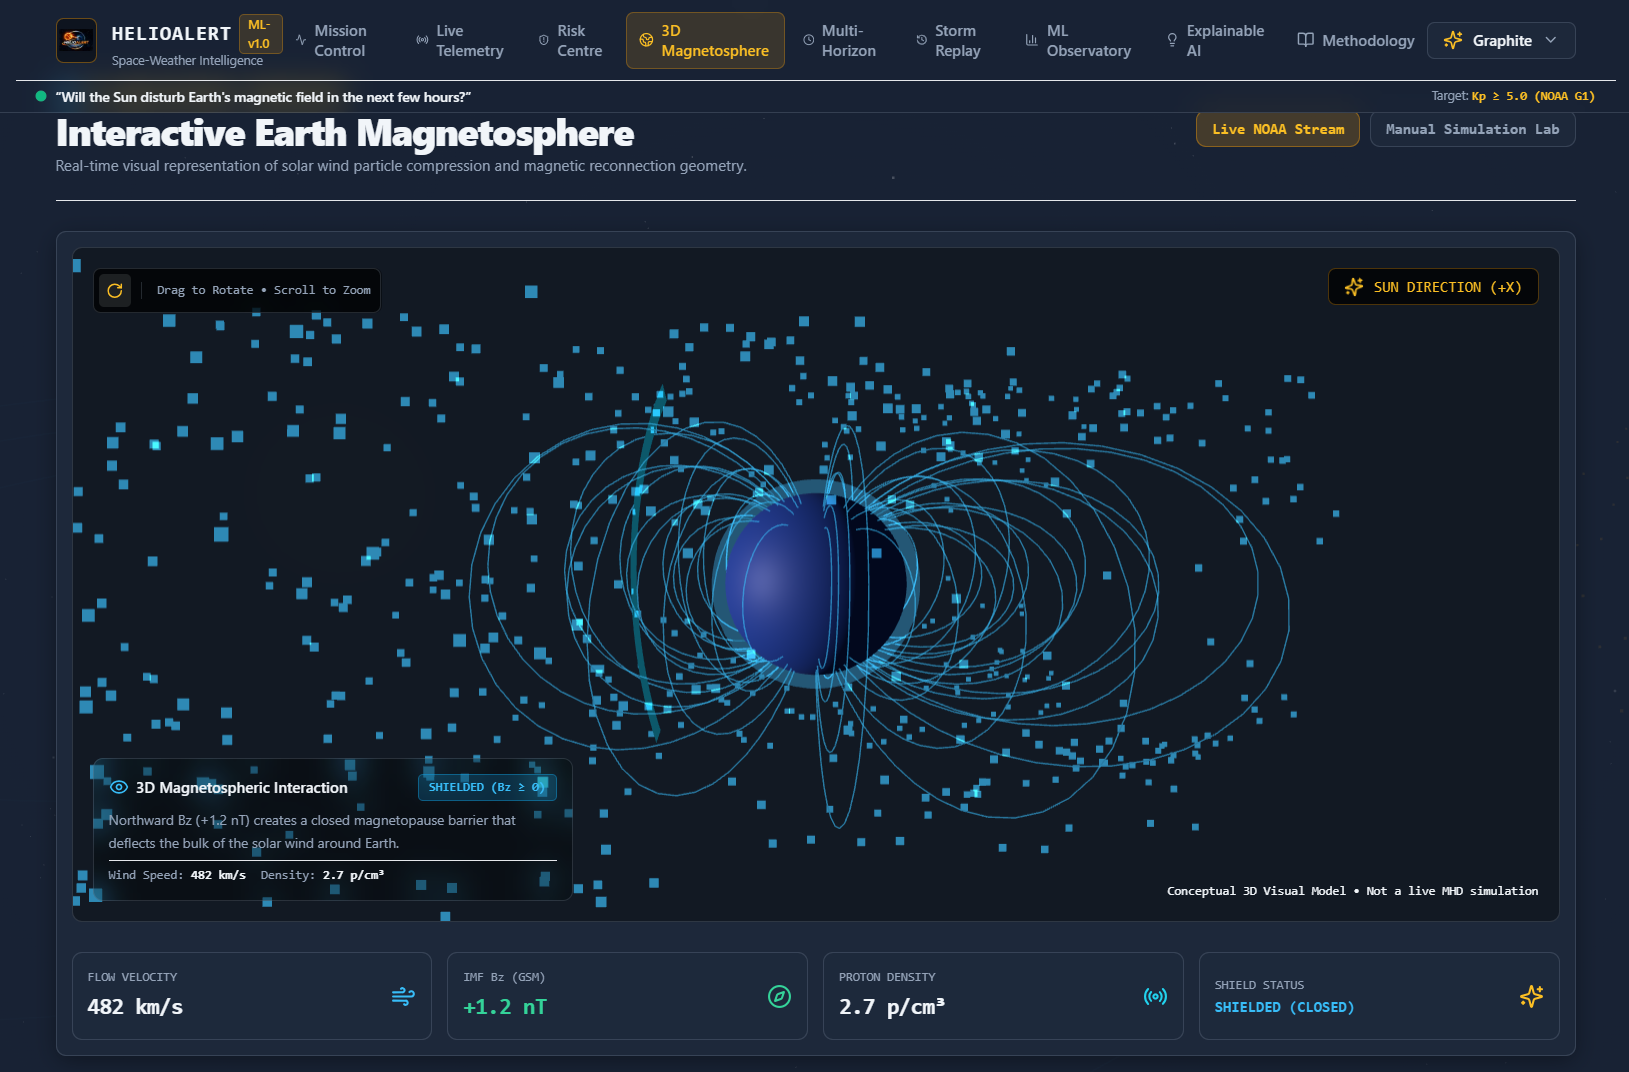 HELIOALERT
ML-v1.0
Space-Weather Intelligence
Mission Control
Live Telemetry
Risk Centre
3D Magnetosphere
Multi-Horizon
Storm Replay
ML Observatory
Explainable AI
Methodology
Graphite
"Will the Sun disturb Earth's magnetic field in the next few hours?"
Target: Kp ≥ 5.0 (NOAA G1)
Interactive Earth Magnetosphere
Live NOAA Stream
Manual Simulation Lab
Real-time visual representation of solar wind particle compression and magnetic reconnection geometry.
Drag to Rotate • Scroll to Zoom
SUN DIRECTION (+X)
3D Magnetospheric Interaction
SHIELDED (Bz ≥ 0)
Northward Bz (+1.2 nT) creates a closed magnetopause barrier that
deflects the bulk of the solar wind around Earth.
Wind Speed: 482 km/s Density: 2.7 p/cm³
Conceptual 3D Visual Model • Not a live MHD simulation
FLOW VELOCITY
482 km/s
IMF Bz (GSM)
+1.2 nT
PROTON DENSITY
2.7 p/cm³
SHIELD STATUS
SHIELDED (CLOSED)